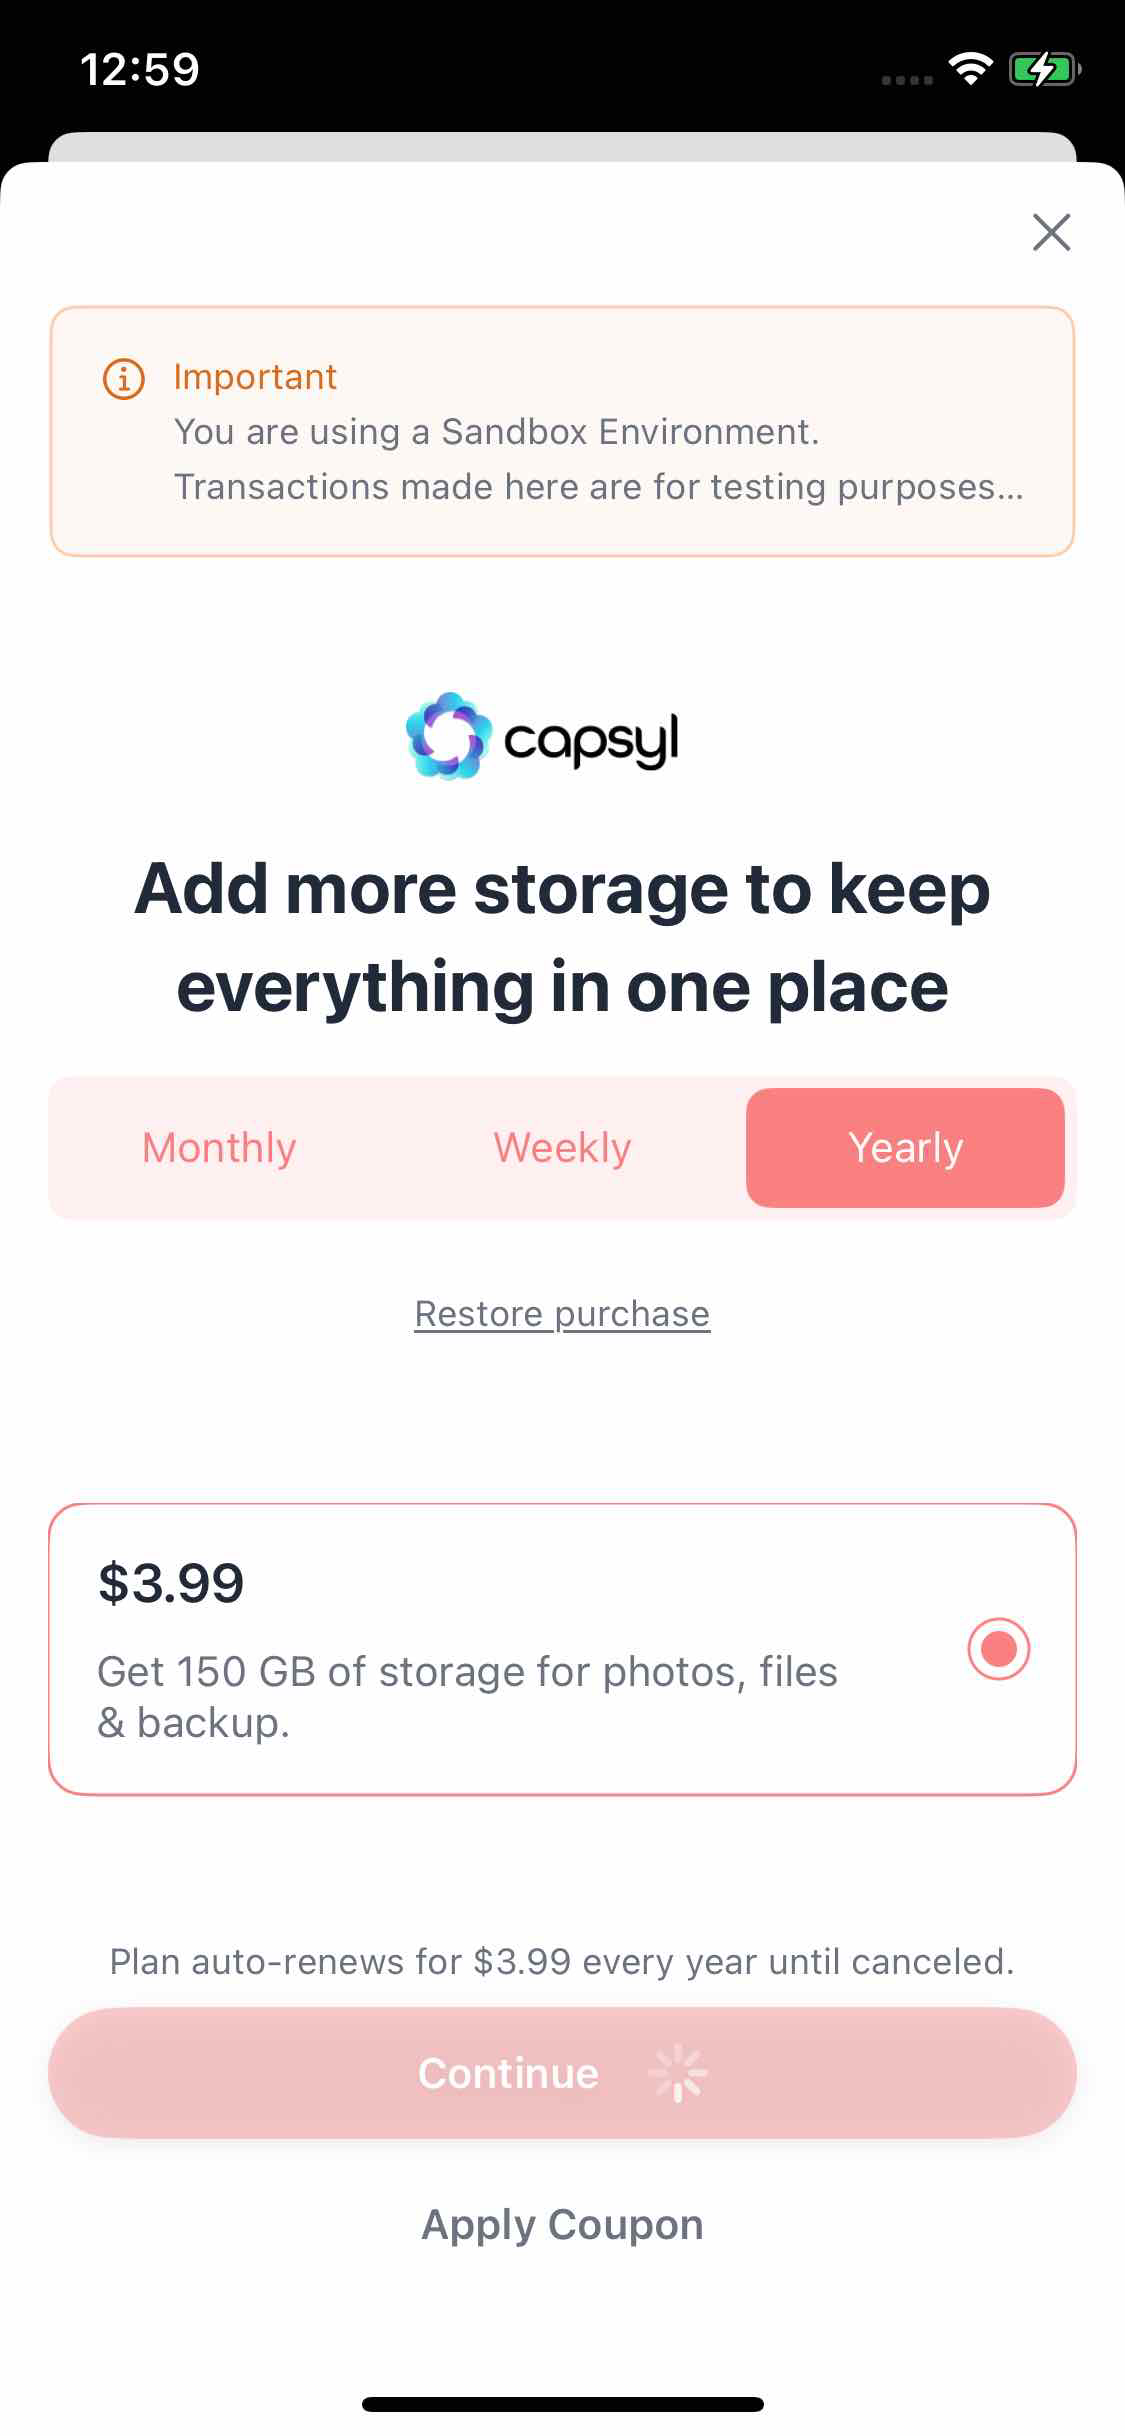 12:59
Important
You are using a Sandbox Environment.
Transactions made here are for testing purposes...
capsyl
Add more storage to keep
everything in one place
Monthly
Weekly
Yearly
Restore purchase
$3.99
Get 150 GB of storage for photos, files
& backup.
Plan auto-renews for $3.99 every year until canceled.
Continue
Apply Coupon